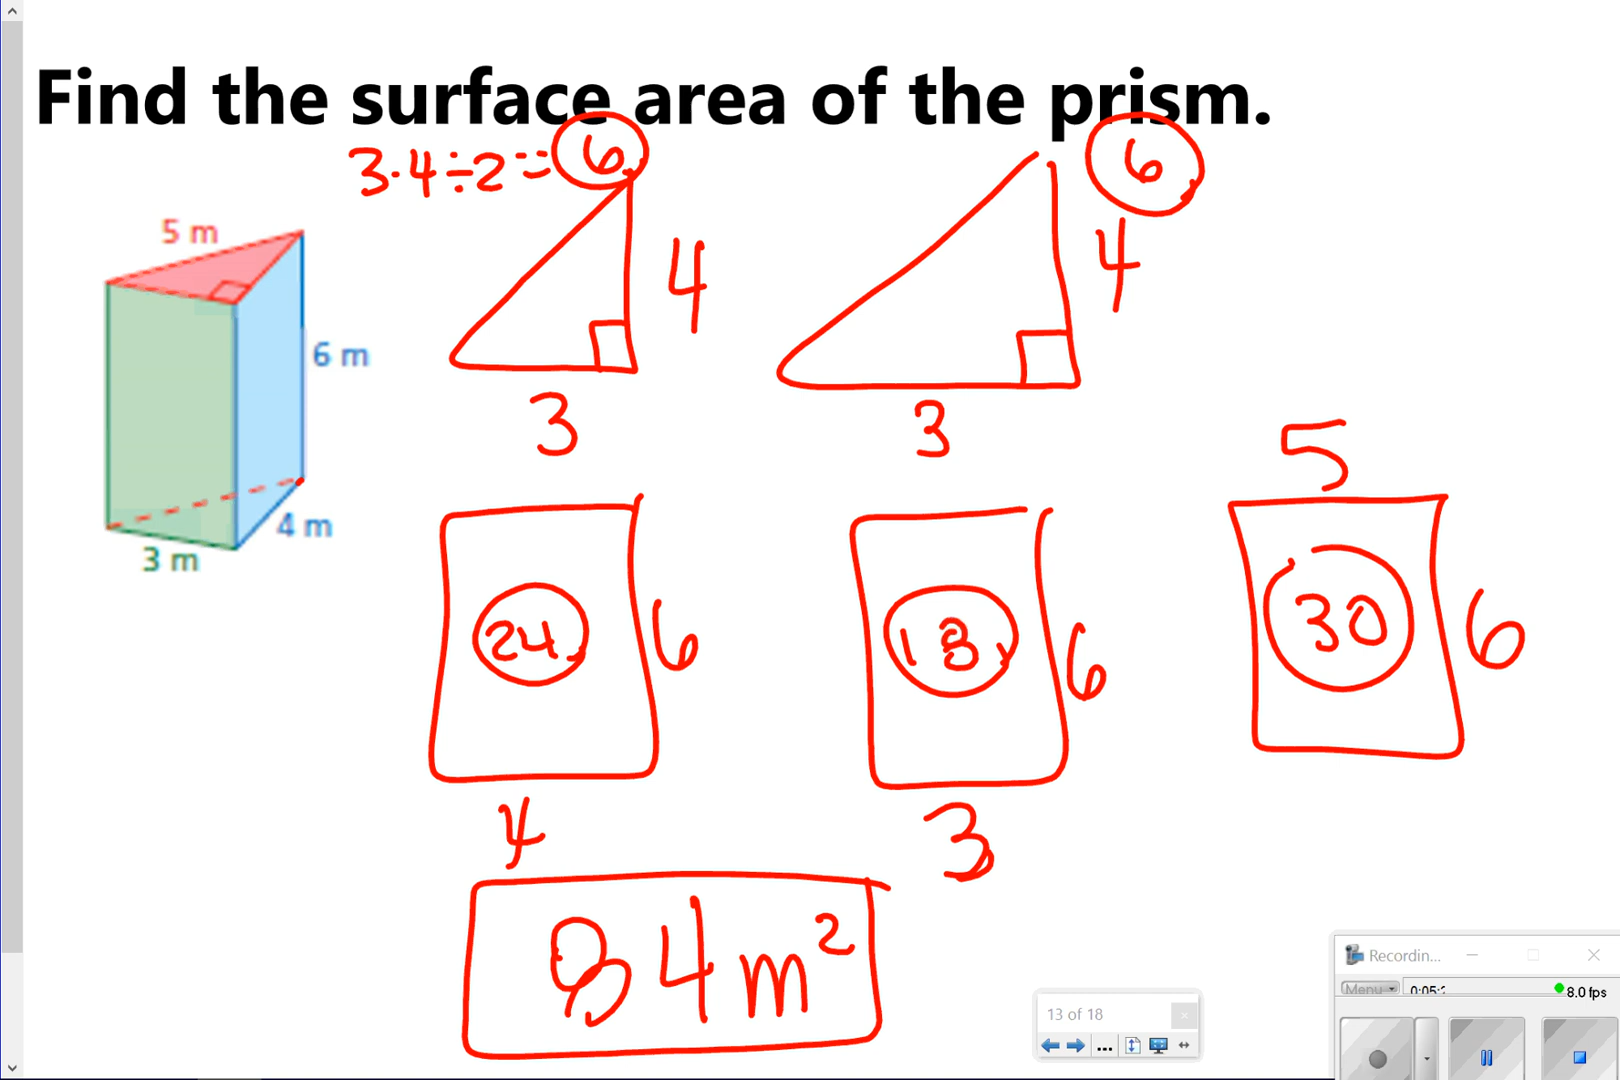 Find the surface area of the prism.
3·4÷2=6
6
5 m
4
4
6 m
3
3
4 m
3 m
5
24
6
18
6
30
6
4
3
84 m²
Recordin...
Menu
8.0 fps
13 of 18
...